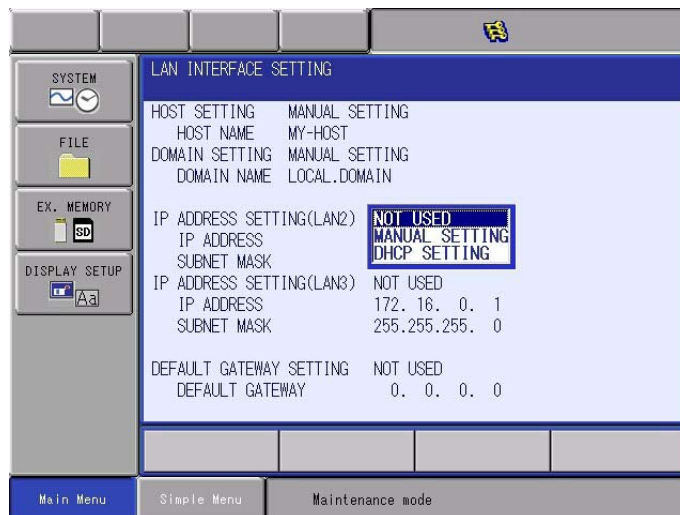 LAN INTERFACE SETTING
SYSTEM
FILE
EX. MEMORY
SD
DISPLAY SETUP
Aa
HOST SETTING MANUAL SETTING
HOST NAME MY-HOST
DOMAIN SETTING MANUAL SETTING
DOMAIN NAME LOCAL.DOMAIN
IP ADDRESS SETTING(LAN2) NOT USED
IP ADDRESS MANUAL SETTING
SUBNET MASK DHCP SETTING
IP ADDRESS SETTING(LAN3) NOT USED
IP ADDRESS 172. 16. 0. 1
SUBNET MASK 255.255.255. 0
DEFAULT GATEWAY SETTING NOT USED
DEFAULT GATEWAY 0. 0. 0. 0
Main Menu
Simple Menu
Maintenance mode